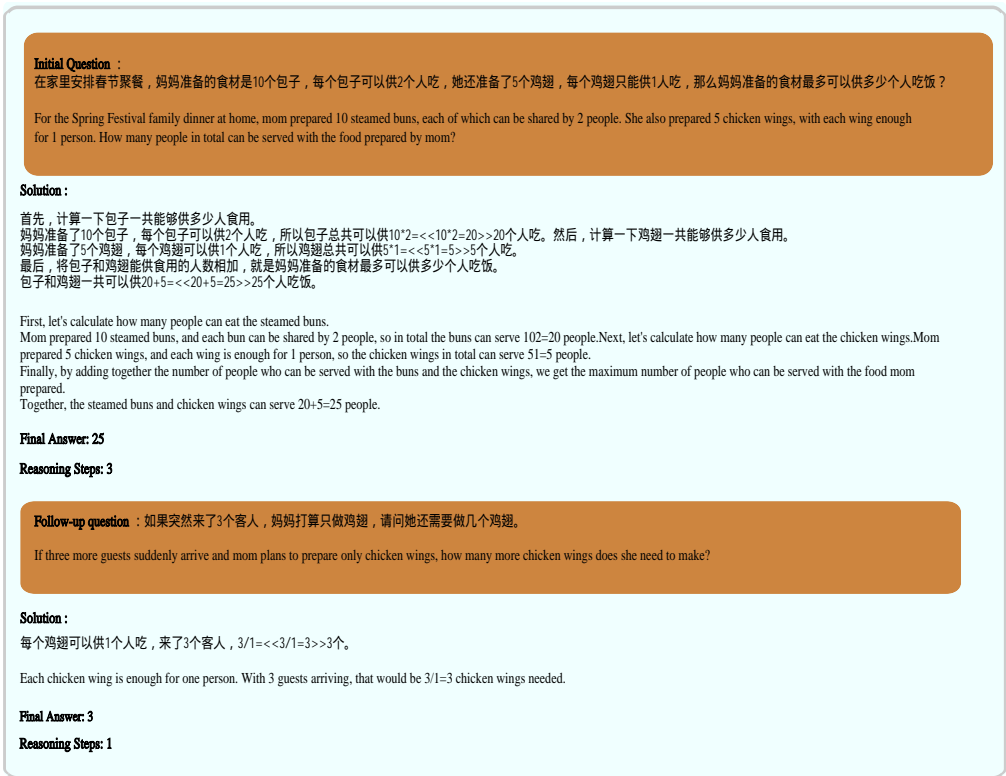 Initial Question :
在家里安排春节聚餐，妈妈准备的食材是10个包子，每个包子可以供2个人吃，她还准备了5个鸡翅，每个鸡翅只能供1人吃，那么妈妈准备的食材最多可以供多少个人吃饭？
For the Spring Festival family dinner at home, mom prepared 10 steamed buns, each of which can be shared by 2 people. She also prepared 5 chicken wings, with each wing enough
for 1 person. How many people in total can be served with the food prepared by mom?
Solution :
首先，计算一下包子一共能够供多少人食用。
妈妈准备了10个包子，每个包子可以供2个人吃，所以包子总共可以供10*2=<<10*2=20>>20个人吃。然后，计算一下鸡翅一共能够供多少人食用。
妈妈准备了5个鸡翅，每个鸡翅可以供1个人吃，所以鸡翅总共可以供5*1=<<5*1=5>>5个人吃。
最后，将包子和鸡翅能供食用的人数相加，就是妈妈准备的食材最多可以供多少个人吃饭。
包子和鸡翅一共可以供20+5=<<20+5=25>>25个人吃饭。
First, let's calculate how many people can eat the steamed buns.
Mom prepared 10 steamed buns, and each bun can be shared by 2 people, so in total the buns can serve 102=20 people.Next, let's calculate how many people can eat the chicken wings.Mom
prepared 5 chicken wings, and each wing is enough for 1 person, so the chicken wings in total can serve 51=5 people.
Finally, by adding together the number of people who can be served with the buns and the chicken wings, we get the maximum number of people who can be served with the food mom
prepared.
Together, the steamed buns and chicken wings can serve 20+5=25 people.
Final Answer: 25
Reasoning Steps: 3
Follow-up question ：如果突然来了3个客人，妈妈打算只做鸡翅，请问她还需要做几个鸡翅。
If three more guests suddenly arrive and mom plans to prepare only chicken wings, how many more chicken wings does she need to make?
Solution :
每个鸡翅可以供1个人吃，来了3个客人，3/1=<<3/1=3>>3个。
Each chicken wing is enough for one person. With 3 guests arriving, that would be 3/1=3 chicken wings needed.
Final Answer: 3
Reasoning Steps: 1